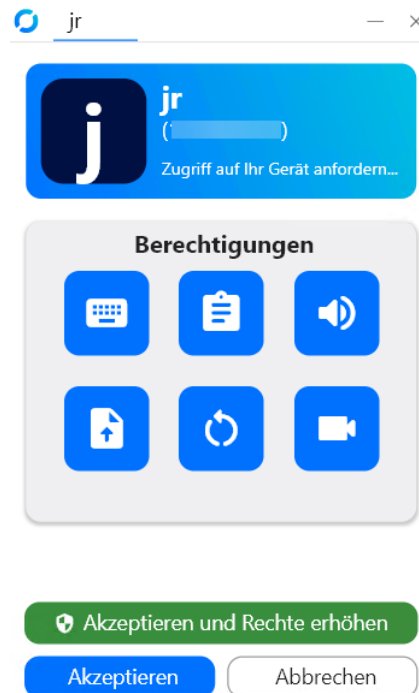 jr
j
jr
Zugriff auf Ihr Gerät anfordern...
Berechtigungen
Akzeptieren und Rechte erhöhen
Akzeptieren
Abbrechen